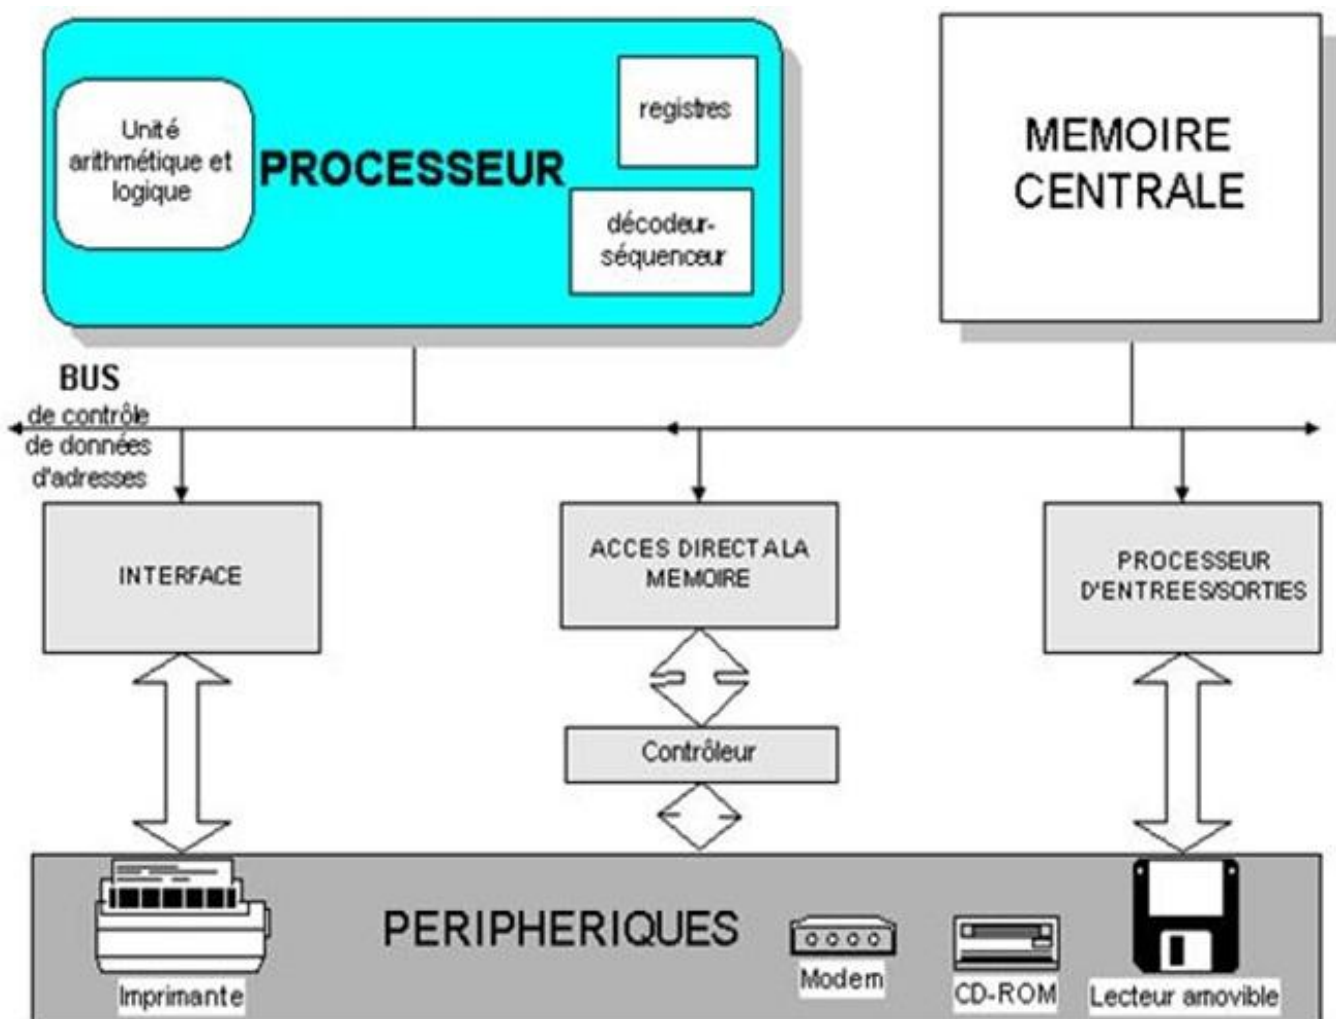 Unité
arithmétique et
logique
PROCESSEUR
registres
décodeur-
séquenceur
MEMOIRE
CENTRALE
BUS
de contrôle
de données
d'adresses
INTERFACE
ACCES DIRECT A LA
MEMOIRE
PROCESSEUR
D'ENTREES/SORTIES
Contrôleur
PERIPHERIQUES
Imprimante
Modem
CD-ROM
Lecteur amovible